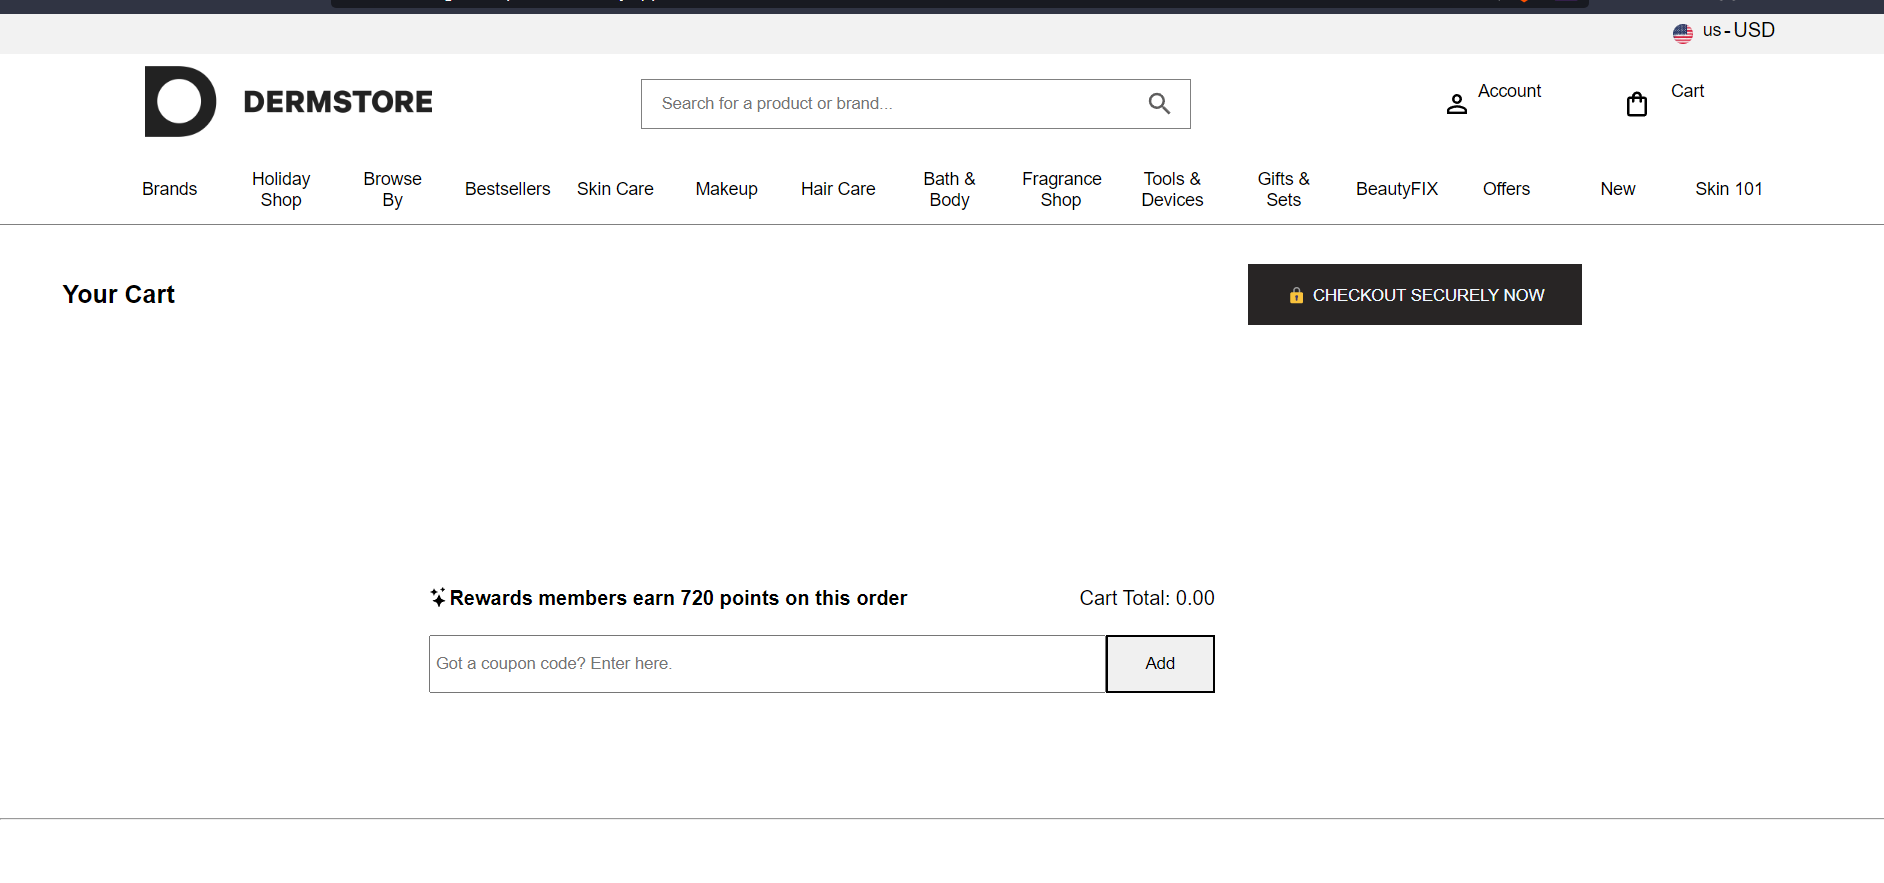 us-USD
DERMSTORE
Search for a product or brand...
Account
Cart
Brands
Holiday
Shop
Browse
By
Bestsellers
Skin Care
Makeup
Hair Care
Bath &
Body
Fragrance
Shop
Tools &
Devices
Gifts &
Sets
BeautyFIX
Offers
New
Skin 101
Your Cart
CHECKOUT SECURELY NOW
Rewards members earn 720 points on this order
Cart Total: 0.00
Got a coupon code? Enter here.
Add